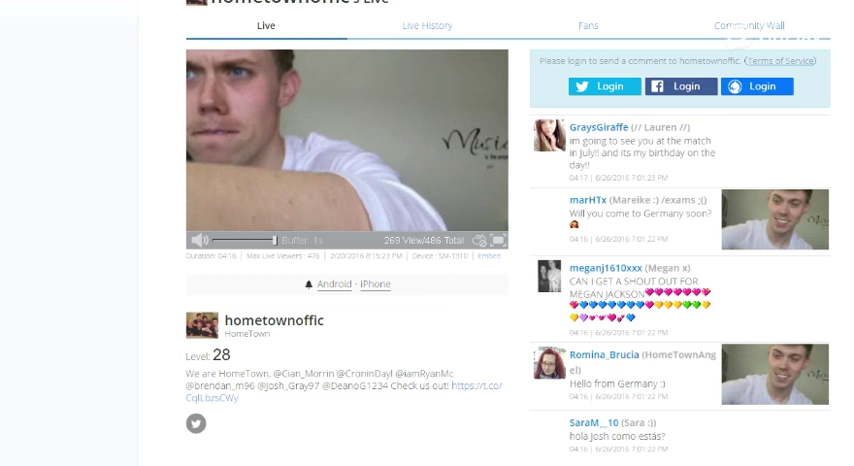 Live
Live History
Fans
Community Wall
Music
Buffer 1s
269 View/486 Total
Duration: 04:16 | Max Live Viewers : 476 | 2/20/2016 8:15:23 PM | Device : SM-T310 | Embed
Android - iPhone
hometownoffic
HomeTown
Level: 28
We are HomeTown, @Cian_Morrin @CroninDayl @iamRyanMc
@brendan_m96 @Josh_Gray97 @DeanoG1234 Check us out! https://t.co/
CqlLbzsCWy
Please login to send a comment to hometownoffic. (Terms of Service)
Login
Login
Login
GraysGiraffe (// Lauren //)
im going to see you at the match
in July!! and its my birthday on the
day!!
04:17 | 6/26/2016 7:01:23 PM
marHTx (Mareike :) /exams ;()
Will you come to Germany soon?
04:16 | 6/26/2016 7:01:22 PM
meganj1610xxx (Megan x)
CAN I GET A SHOUT OUT FOR
MEGAN JACKSON
04:16 | 6/26/2016 7:01:22 PM
Romina_Brucia (HomeTownAng
el)
Hello from Germany :)
04:16 | 6/26/2016 7:01:22 PM
SaraM__10 (Sara :))
hola Josh como estás?
04:16 | 6/26/2016 7:01:22 PM